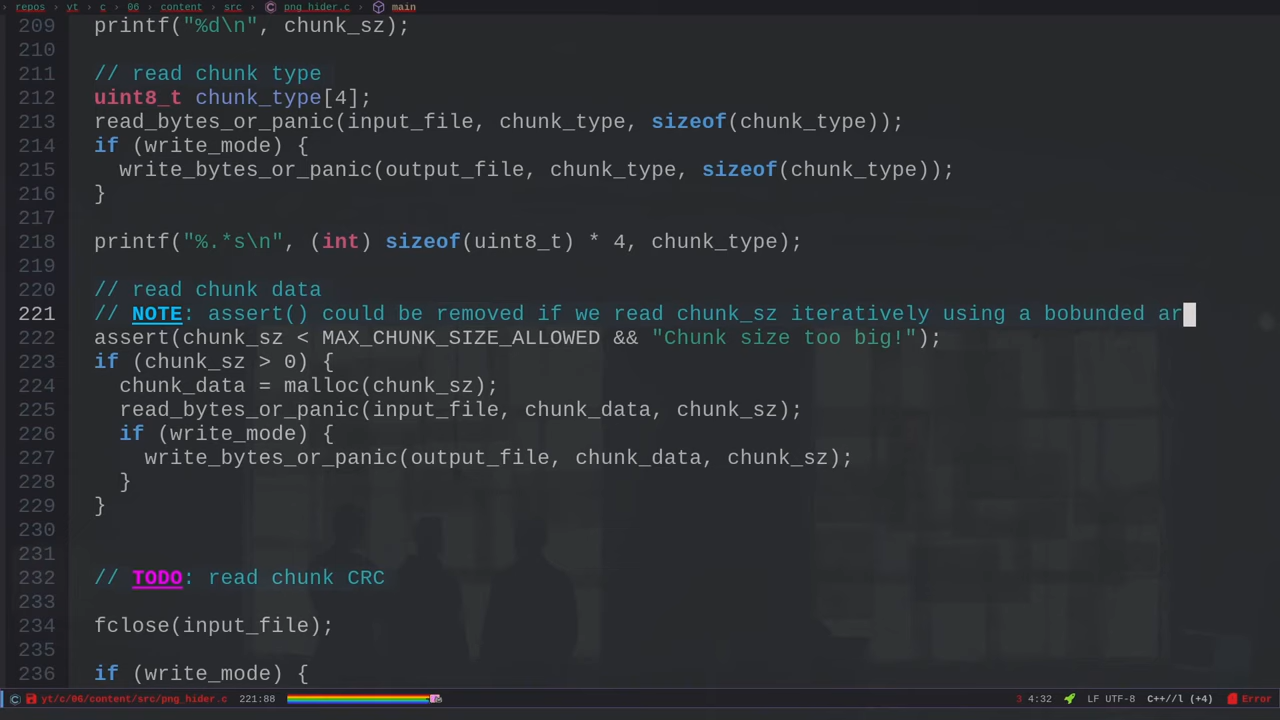 repos › yt › c › 06 › content › src › png_hider.c › main
209 printf("%d\n", chunk_sz);
210
211 // read chunk type
212 uint8_t chunk_type[4];
213 read_bytes_or_panic(input_file, chunk_type, sizeof(chunk_type));
214 if (write_mode) {
215 write_bytes_or_panic(output_file, chunk_type, sizeof(chunk_type));
216 }
217
218 printf("%.*s\n", (int) sizeof(uint8_t) * 4, chunk_type);
219
220 // read chunk data
221 // NOTE: assert() could be removed if we read chunk_sz iteratively using a bobunded ar
222 assert(chunk_sz < MAX_CHUNK_SIZE_ALLOWED && "Chunk size too big!");
223 if (chunk_sz > 0) {
224 chunk_data = malloc(chunk_sz);
225 read_bytes_or_panic(input_file, chunk_data, chunk_sz);
226 if (write_mode) {
227 write_bytes_or_panic(output_file, chunk_data, chunk_sz);
228 }
229 }
230
231
232 // TODO: read chunk CRC
233
234 fclose(input_file);
235
236 if (write_mode) {
yt/c/06/content/src/png_hider.c 221:88 3 4:32 LF UTF-8 C++//l (+4) Error